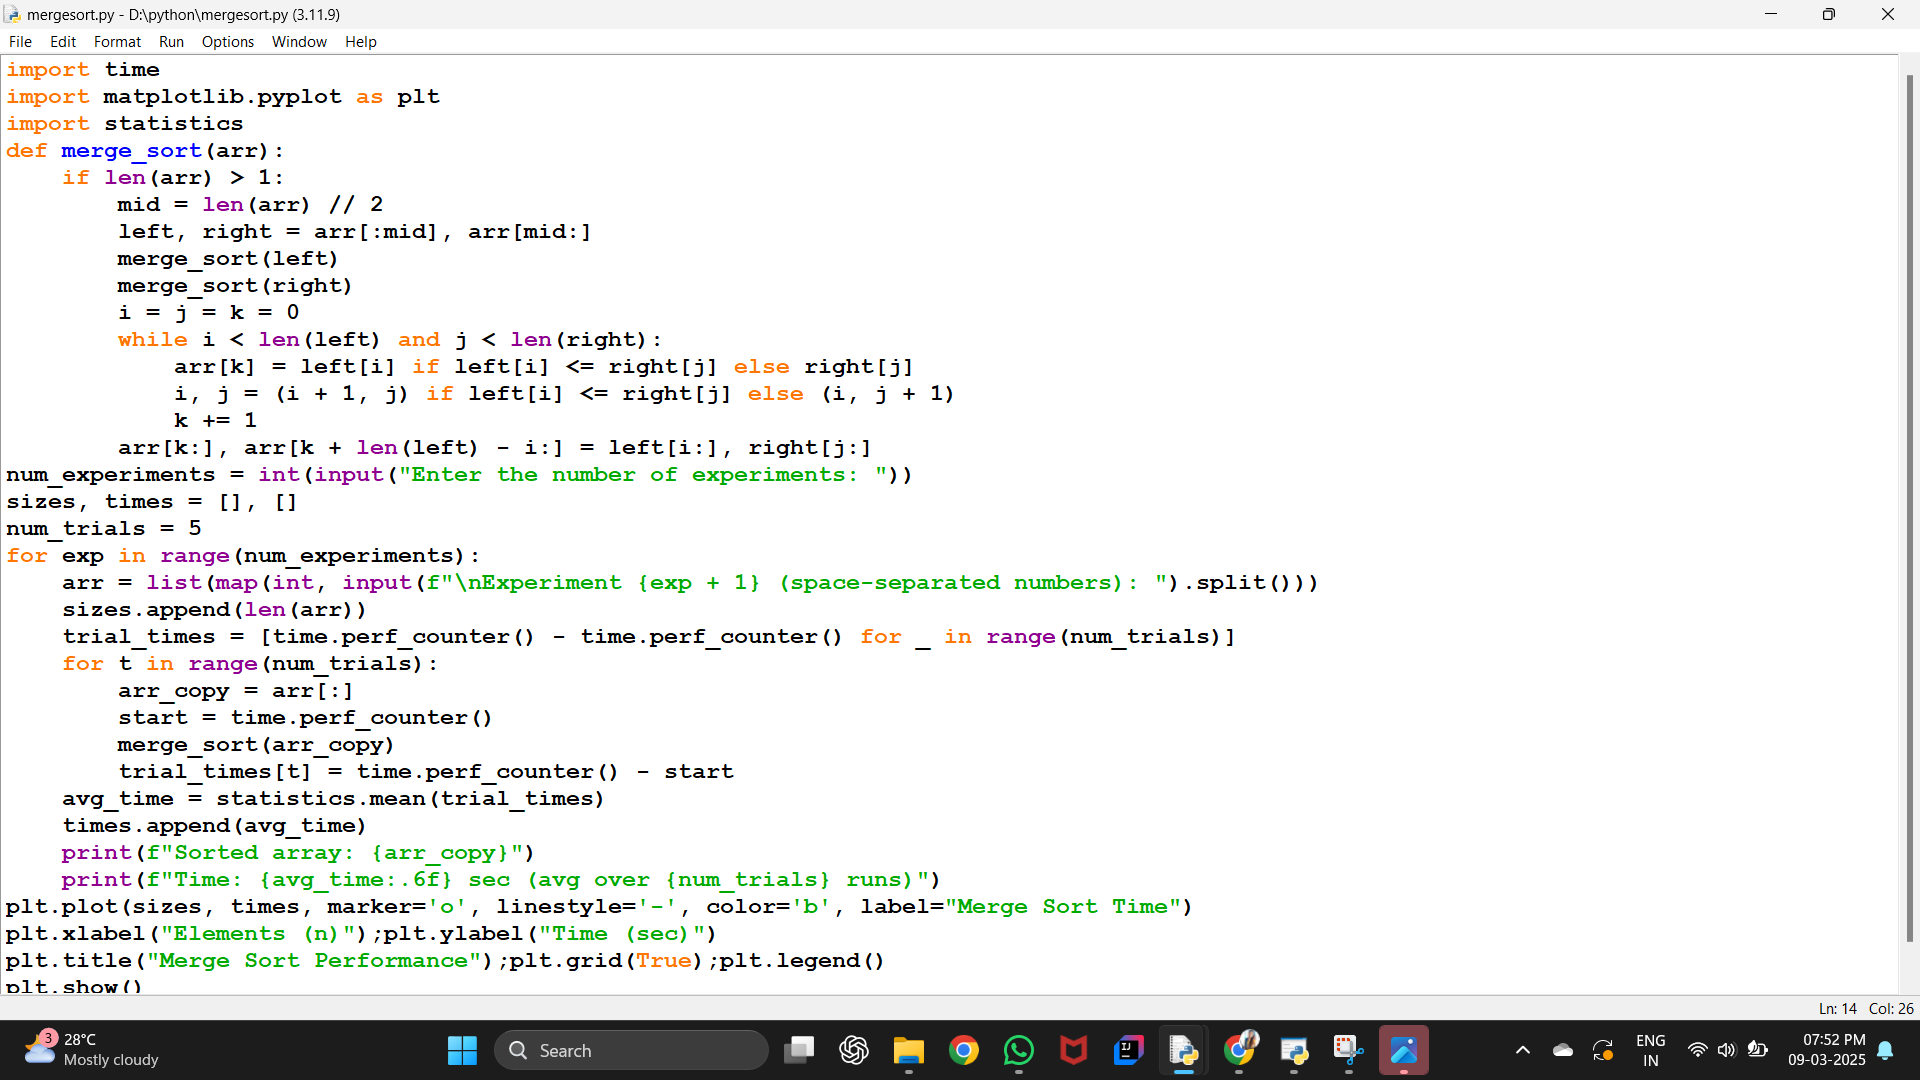 mergesort.py - D:\python\mergesort.py (3.11.9)
File Edit Format Run Options Window Help
import time
import matplotlib.pyplot as plt
import statistics
def merge_sort(arr):
    if len(arr) > 1:
        mid = len(arr) // 2
        left, right = arr[:mid], arr[mid:]
        merge_sort(left)
        merge_sort(right)
        i = j = k = 0
        while i < len(left) and j < len(right):
            arr[k] = left[i] if left[i] <= right[j] else right[j]
            i, j = (i + 1, j) if left[i] <= right[j] else (i, j + 1)
            k += 1
        arr[k:], arr[k + len(left) - i:] = left[i:], right[j:]
num_experiments = int(input("Enter the number of experiments: "))
sizes, times = [], []
num_trials = 5
for exp in range(num_experiments):
    arr = list(map(int, input(f"\nExperiment {exp + 1} (space-separated numbers): ").split()))
    sizes.append(len(arr))
    trial_times = [time.perf_counter() - time.perf_counter() for _ in range(num_trials)]
    for t in range(num_trials):
        arr_copy = arr[:]
        start = time.perf_counter()
        merge_sort(arr_copy)
        trial_times[t] = time.perf_counter() - start
    avg_time = statistics.mean(trial_times)
    times.append(avg_time)
    print(f"Sorted array: {arr_copy}")
    print(f"Time: {avg_time:.6f} sec (avg over {num_trials} runs)")
plt.plot(sizes, times, marker='o', linestyle='-', color='b', label="Merge Sort Time")
plt.xlabel("Elements (n)");plt.ylabel("Time (sec)")
plt.title("Merge Sort Performance");plt.grid(True);plt.legend()
plt.show()
Ln: 14 Col: 26
3
28°C
Mostly cloudy
Search
IJ
ENG
IN
07:52 PM
09-03-2025